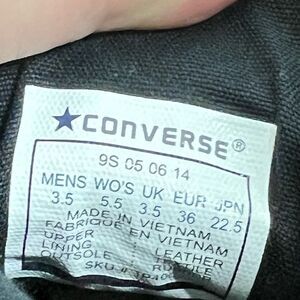 ★CONVERSE®
9S 05 06 14
MENS WO'S UK EUR JPN
3.5 5.5 3.5 36 22.5
MADE IN VIETNAM
FABRIQUE EN VIETNAM
UPPER : LEATHER
LINING :
OUTSOLE :